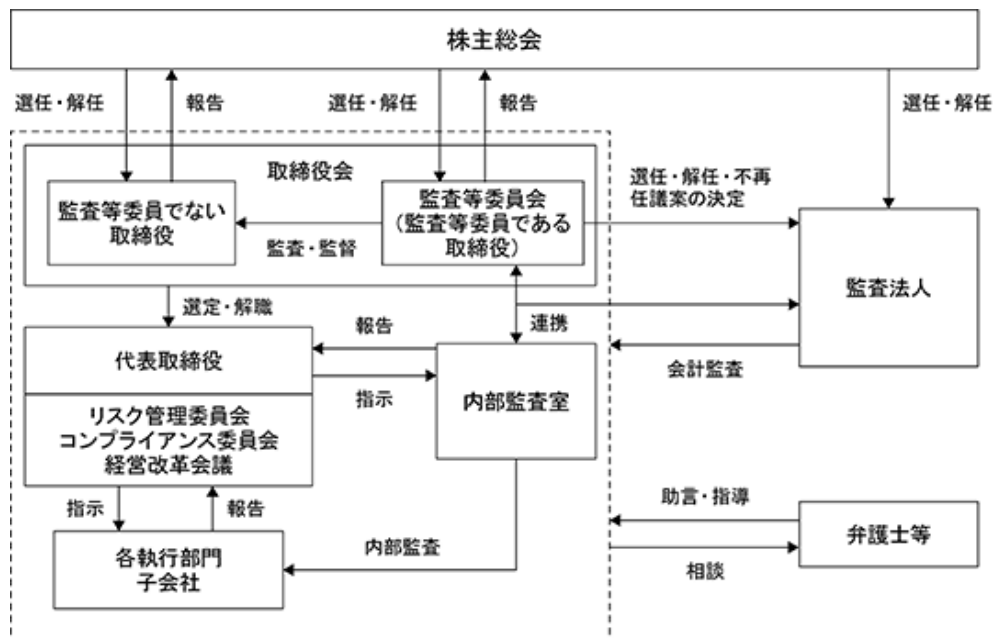 株主総会
選任・解任
報告
選任・解任
報告
選任・解任
取締役会
監査等委員でない
取締役
監査等委員会
(監査等委員である
取締役)
監査・監督
選任・解任・不再
任議案の決定
監査法人
選定・解職
連携
報告
代表取締役
指示
内部監査室
会計監査
リスク管理委員会
コンプライアンス委員会
経営改革会議
指示
報告
助言・指導
弁護士等
相談
内部監査
各執行部門
子会社